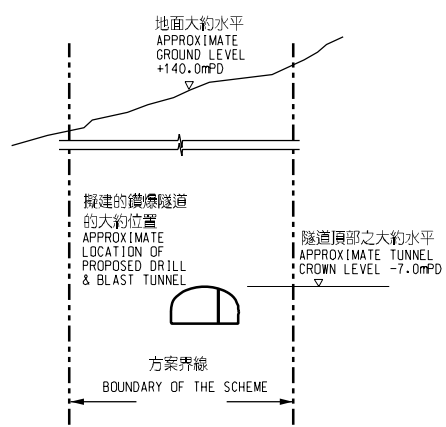 地面大約水平
APPROXIMATE
GROUND LEVEL
+140.0mPD
擬建的鑽爆隧道
的大約位置
APPROXIMATE
LOCATION OF
PROPOSED DRILL
& BLAST TUNNEL
隧道頂部之大約水平
APPROXIMATE TUNNEL
CROWN LEVEL -7.0mPD
方案界線
BOUNDARY OF THE SCHEME